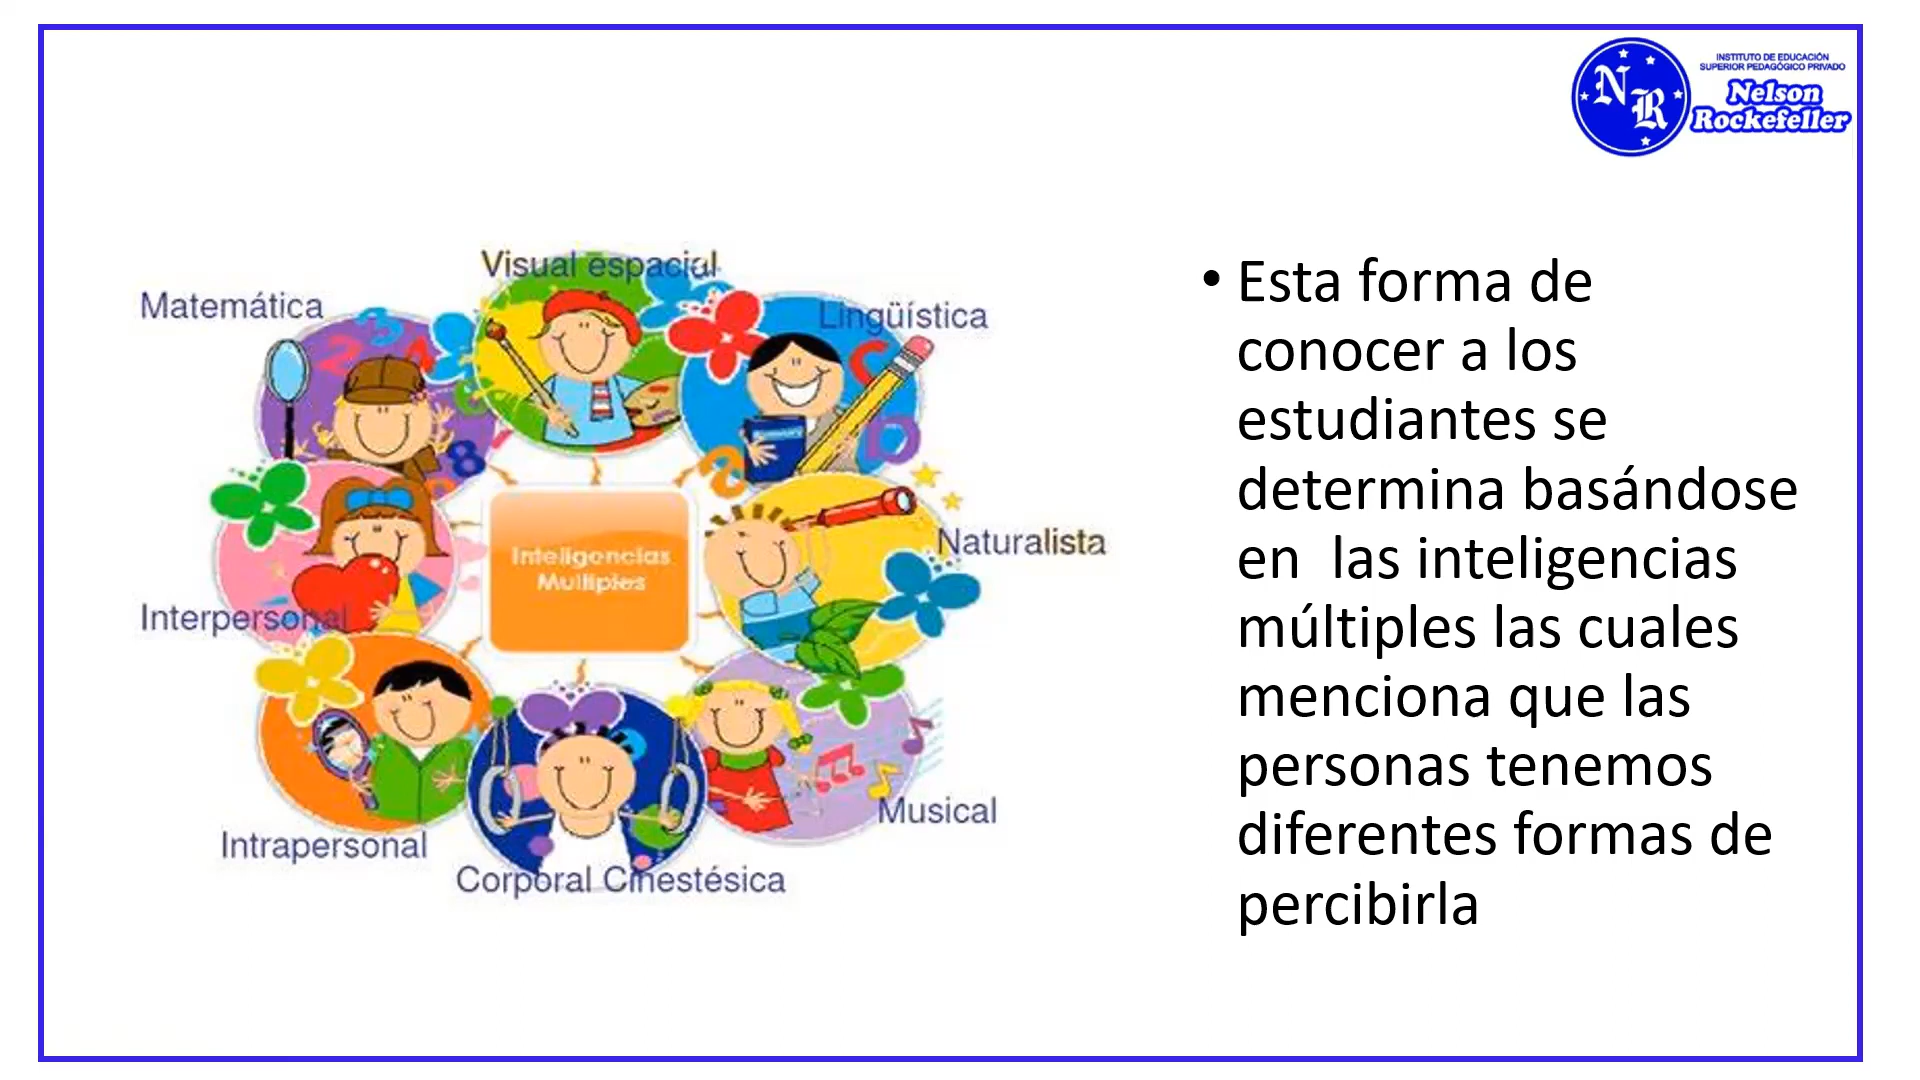 INSTITUTO DE EDUCACIÓN
SUPERIOR PEDAGÓGICO PRIVADO
Nelson
Rockefeller
NR
Visual espacial
Matemática
Lingüística
Naturalista
Inteligencias
Multiples
Interpersonal
Musical
Intrapersonal
Corporal Cinestésica
• Esta forma de
conocer a los
estudiantes se
determina basándose
en  las inteligencias
múltiples las cuales
menciona que las
personas tenemos
diferentes formas de
percibirla